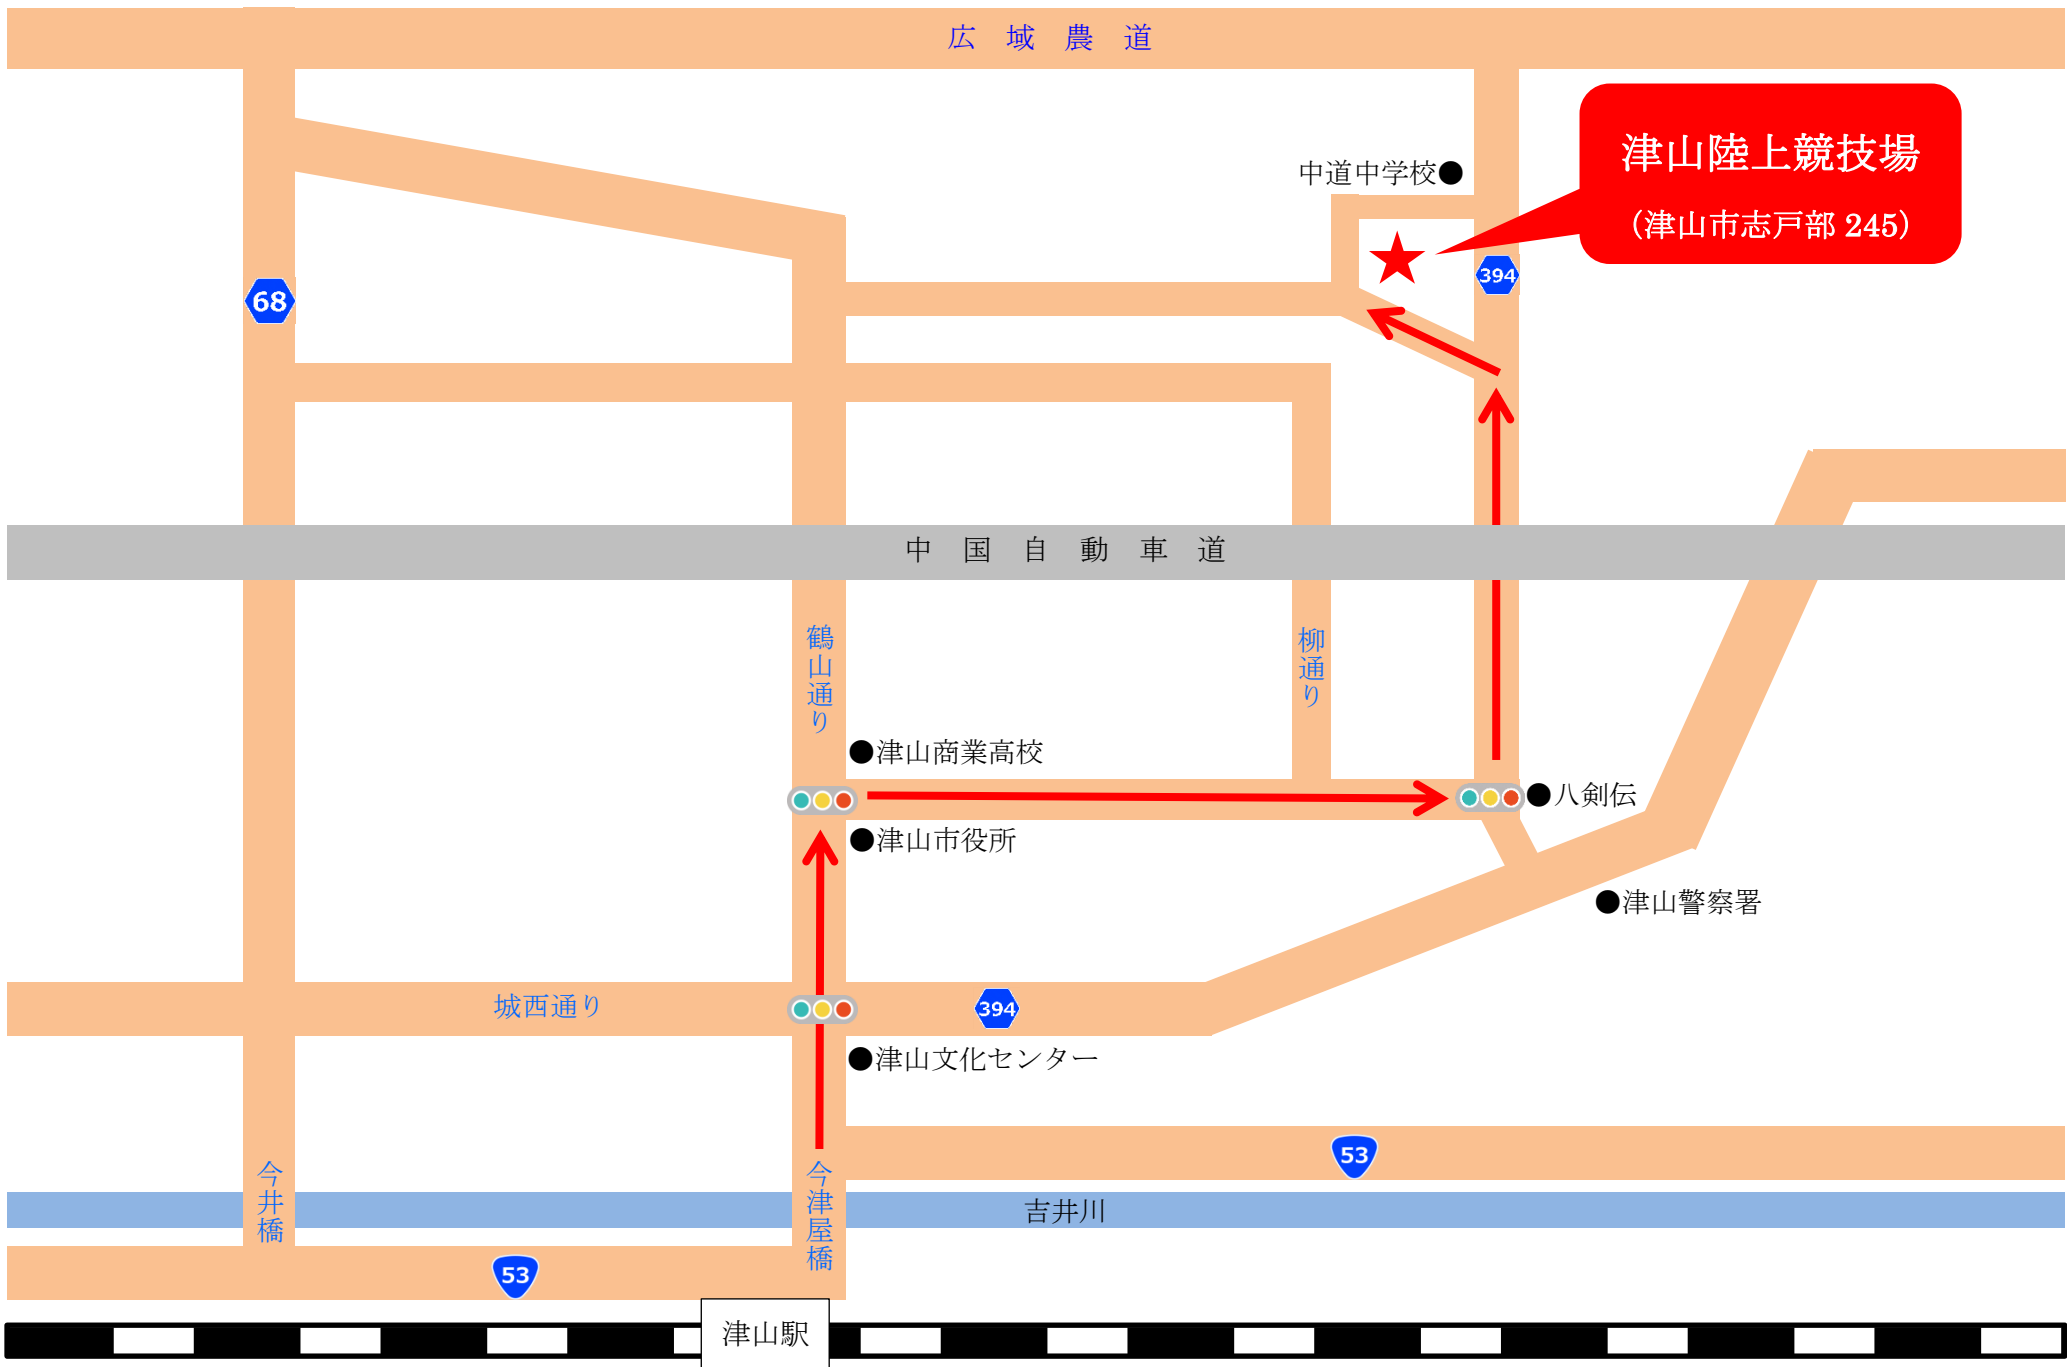 広 域 農 道
津山陸上競技場
（津山市志戸部 245）
中道中学校●
394
68
中 国 自 動 車 道
鶴山通り
柳通り
●津山商業高校
●八剣伝
●津山市役所
●津山警察署
城西通り
394
●津山文化センター
53
今井橋
今津屋橋
吉井川
53
津山駅